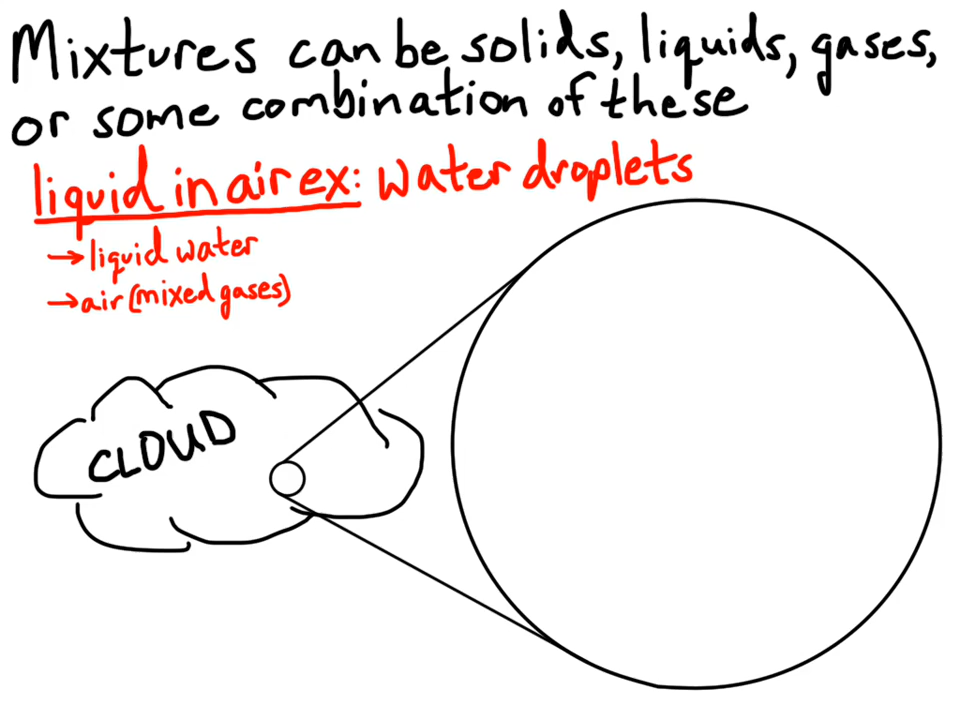 Mixtures can be solids, liquids, gases,
or some combination of these
liquid in air ex: water droplets
→liquid water
→air (mixed gases)
CLOUD